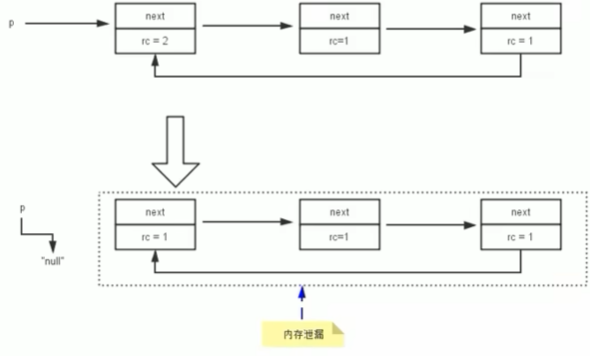 p
next
next
next
rc = 2
rc=1
rc = 1
p
next
next
next
rc = 1
rc=1
rc = 1
"null"
内存泄漏